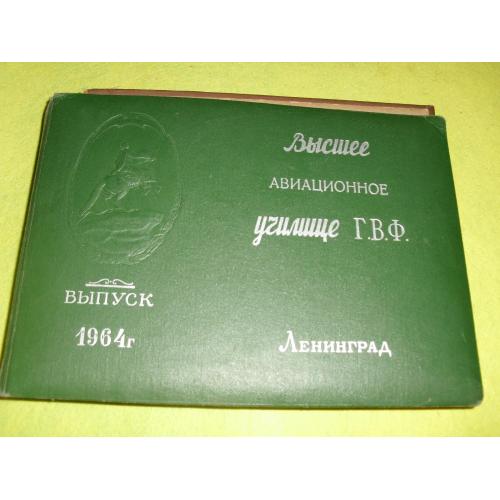 Высшее
АВИАЦИОННОЕ
училище Г.В.Ф.
ВЫПУСК
1964г
Ленинград